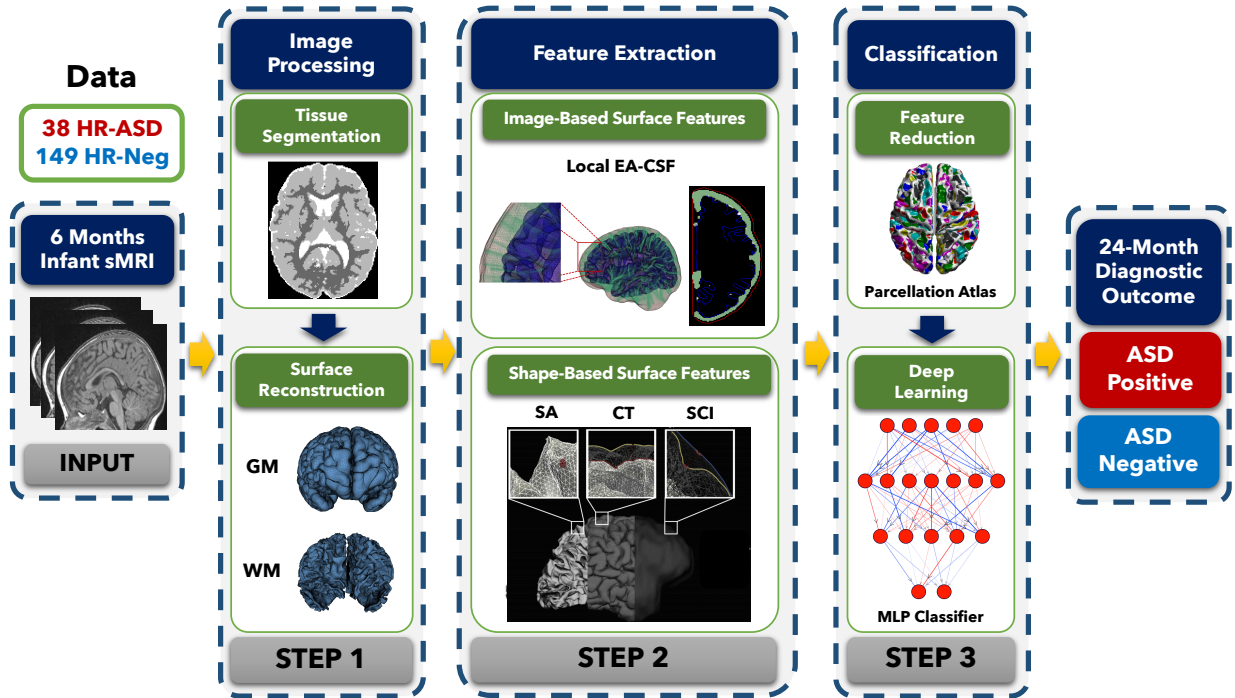 Data
38 HR-ASD
149 HR-Neg
6 Months
Infant sMRI
INPUT
Image
Processing
Tissue
Segmentation
Surface
Reconstruction
GM
WM
STEP 1
Feature Extraction
Image-Based Surface Features
Local EA-CSF
Shape-Based Surface Features
SA CT SCI
STEP 2
Classification
Feature
Reduction
Parcellation Atlas
Deep
Learning
MLP Classifier
STEP 3
24-Month
Diagnostic
Outcome
ASD
Positive
ASD
Negative